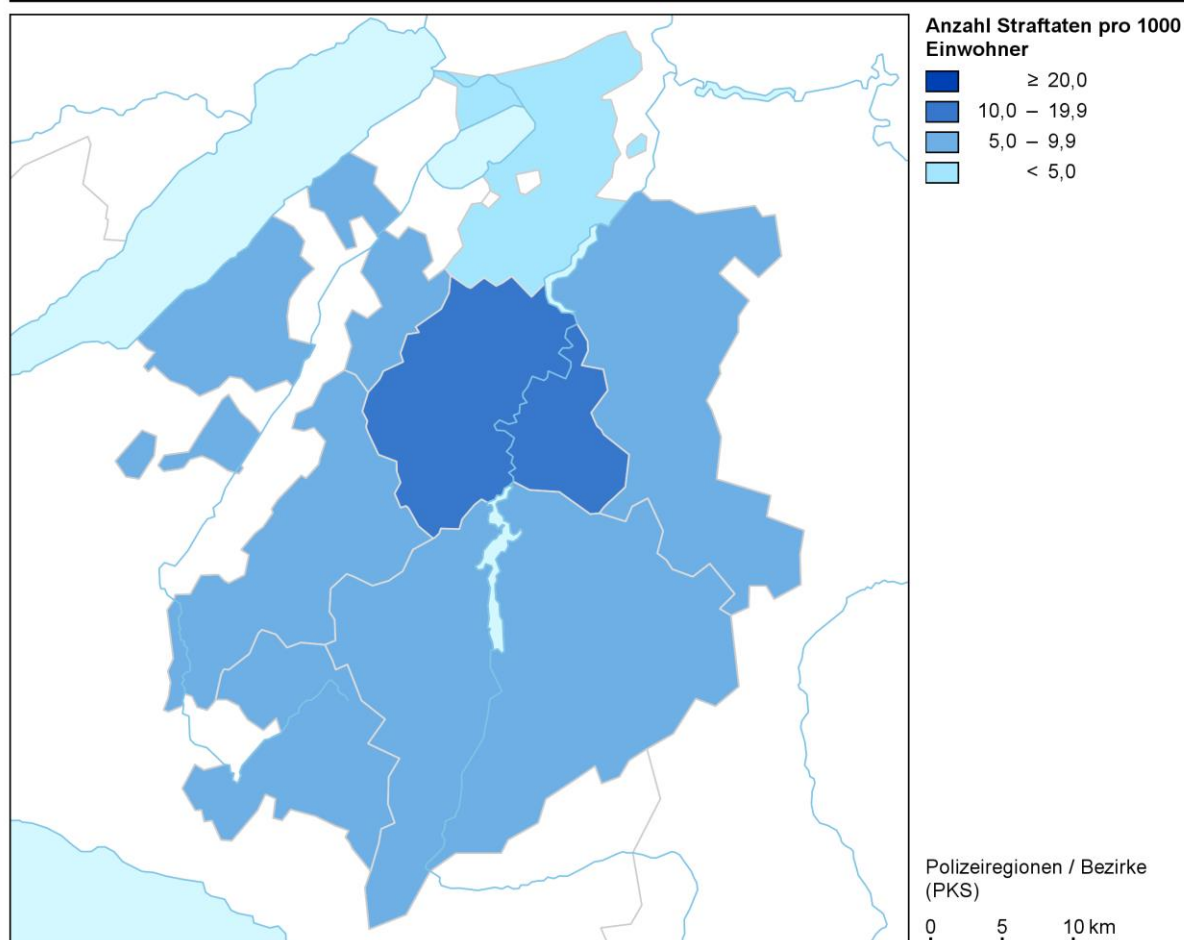 Anzahl Straftaten pro 1000
Einwohner
≥ 20,0
10,0 – 19,9
5,0 – 9,9
< 5,0
Polizeiregionen / Bezirke
(PKS)
0 5 10 km